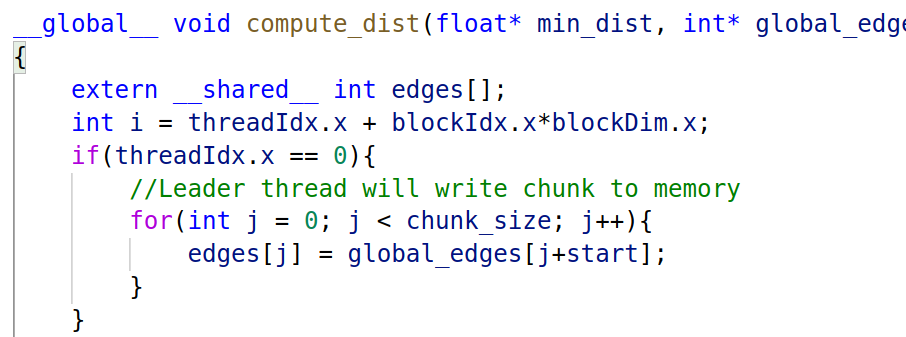 __global__ void compute_dist(float* min_dist, int* global_edge
{
    extern __shared__ int edges[];
    int i = threadIdx.x + blockIdx.x*blockDim.x;
    if(threadIdx.x == 0){
        //Leader thread will write chunk to memory
        for(int j = 0; j < chunk_size; j++){
            edges[j] = global_edges[j+start];
        }
    }